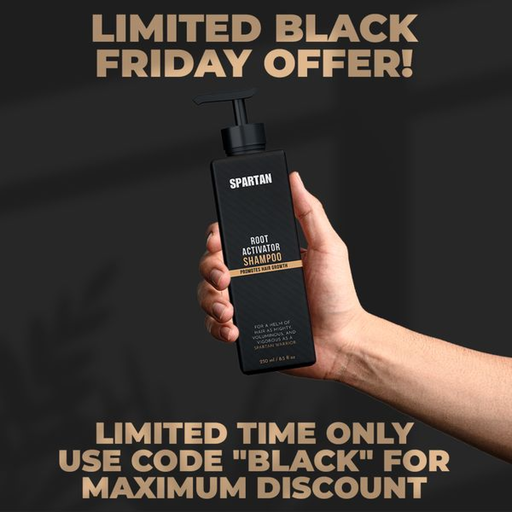 LIMITED BLACK
FRIDAY OFFER!
SPARTAN
ROOT
ACTIVATOR
SHAMPOO
PROMOTES HAIR GROWTH
FOR A HELM OF
HAIR AS MIGHTY,
VOLUMINOUS, AND
VIGOROUS AS A
SPARTAN WARRIOR
250 ml / 8.5 fl oz
LIMITED TIME ONLY
USE CODE "BLACK" FOR
MAXIMUM DISCOUNT